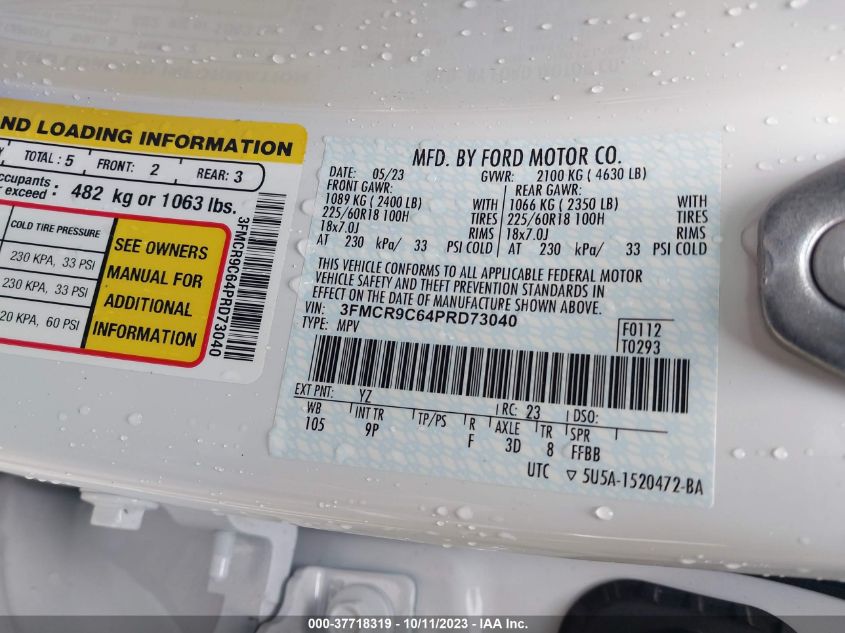 ND LOADING INFORMATION
TOTAL : 5 FRONT: 2 REAR: 3
ccupants
r exceed : 482 kg or 1063 lbs.
COLD TIRE PRESSURE
230 KPA, 33 PSI
230 KPA, 33 PSI
20 KPA, 60 PSI
SEE OWNERS
MANUAL FOR
ADDITIONAL
INFORMATION
3FMCR9C64PRD73040
MFD. BY FORD MOTOR CO.
DATE: 05/23 GVWR: 2100 KG ( 4630 LB)
FRONT GAWR: REAR GAWR:
1089 KG ( 2400 LB) WITH 1066 KG ( 2350 LB) WITH
225/60R18 100H TIRES 225/60R18 100H TIRES
18x7.0J RIMS 18x7.0J RIMS
AT 230 kPa/ 33 PSI COLD AT 230 kPa/ 33 PSI COLD
THIS VEHICLE CONFORMS TO ALL APPLICABLE FEDERAL MOTOR
VEHICLE SAFETY AND THEFT PREVENTION STANDARDS IN
EFFECT ON THE DATE OF MANUFACTURE SHOWN ABOVE.
VIN: 3FMCR9C64PRD73040
TYPE: MPV
F0112
T0293
EXT PNT: YZ RC: 23 DSO:
WB INT TR TP/PS R AXLE TR SPR
105 9P F 3D 8 FFBB
UTC ▽ 5U5A-1520472-BA
000-37718319 - 10/11/2023 - IAA Inc.